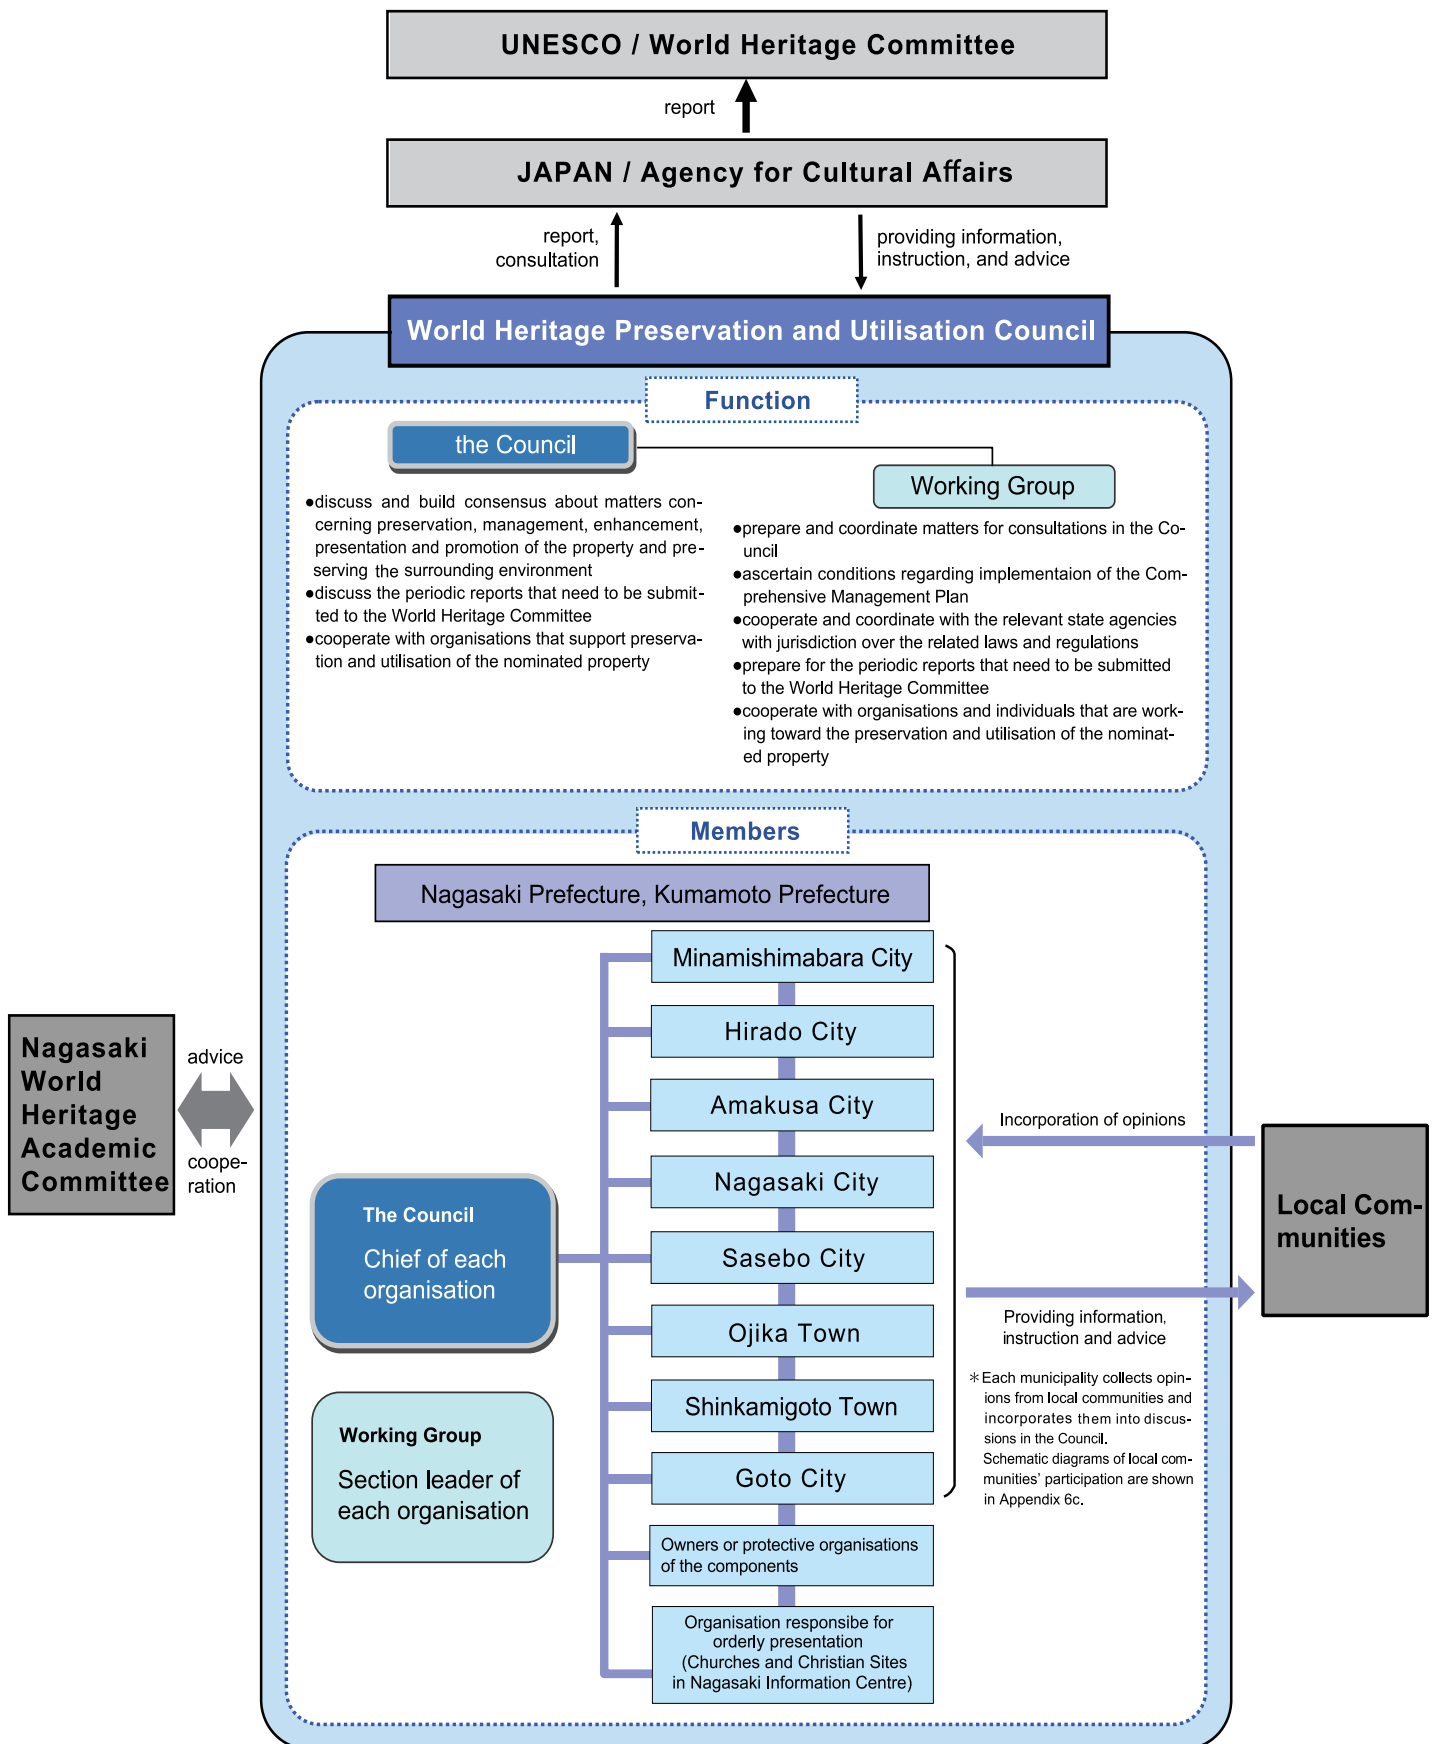 UNESCO / World Heritage Committee
report
JAPAN / Agency for Cultural Affairs
report,
consultation
providing information,
instruction, and advice
World Heritage Preservation and Utilisation Council
Function
the Council
●discuss and build consensus about matters con-
cerning preservation, management, enhancement,
presentation and promotion of the property and pre-
serving the surrounding environment
●discuss the periodic reports that need to be submit-
ted to the World Heritage Committee
●cooperate with organisations that support preserva-
tion and utilisation of the nominated property
Working Group
●prepare and coordinate matters for consultations in the Co-
uncil
●ascertain conditions regarding implementaion of the Com-
prehensive Management Plan
●cooperate and coordinate with the relevant state agencies
with jurisdiction over the related laws and regulations
●prepare for the periodic reports that need to be submitted
to the World Heritage Committee
●cooperate with organisations and individuals that are work-
ing toward the preservation and utilisation of the nominat-
ed property
Members
Nagasaki Prefecture, Kumamoto Prefecture
Minamishimabara City
Hirado City
Amakusa City
Nagasaki City
Sasebo City
Ojika Town
Shinkamigoto Town
Goto City
Owners or protective organisations
of the components
Organisation responsibe for
orderly presentation
(Churches and Christian Sites
in Nagasaki Information Centre)
The Council
Chief of each
organisation
Working Group
Section leader of
each organisation
Nagasaki
World
Heritage
Academic
Committee
advice
coope-
ration
Incorporation of opinions
Local Com-
munities
Providing information,
instruction and advice
＊Each municipality collects opin-
ions from local communities and
incorporates them into discus-
sions in the Council.
Schematic diagrams of local com-
munities' participation are shown
in Appendix 6c.